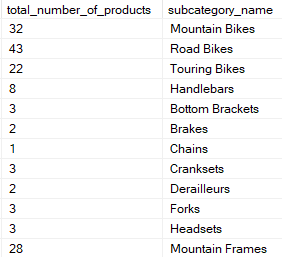 total_number_of_products subcategory_name
32 Mountain Bikes
43 Road Bikes
22 Touring Bikes
8 Handlebars
3 Bottom Brackets
2 Brakes
1 Chains
3 Cranksets
2 Derailleurs
3 Forks
3 Headsets
28 Mountain Frames